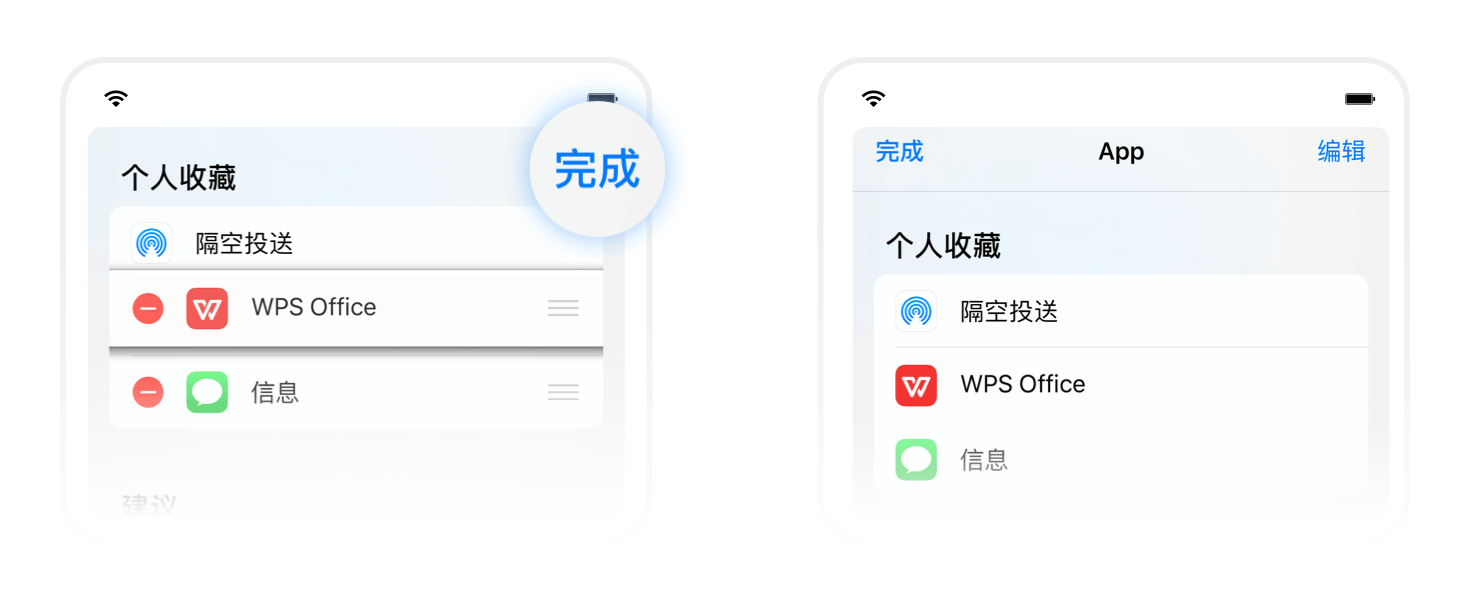 完成
个人收藏
隔空投送
WPS Office
信息
建议
完成 App 编辑
个人收藏
隔空投送
WPS Office
信息